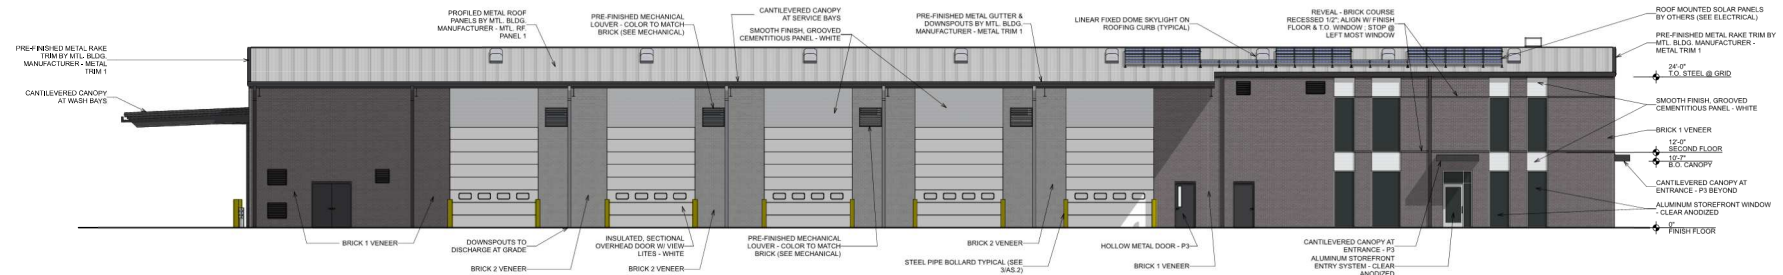 PRE-FINISHED METAL RAKE
TRIM BY MTL. BLDG.
MANUFACTURER - METAL
TRIM 1
CANTILEVERED CANOPY
AT WASH BAYS
PROFILED METAL ROOF
PANELS BY MTL. BLDG.
MANUFACTURER - MTL. RF.
PANEL 1
PRE-FINISHED MECHANICAL
LOUVER - COLOR TO MATCH
BRICK (SEE MECHANICAL)
CANTILEVERED CANOPY
AT SERVICE BAYS
SMOOTH FINISH, GROOVED
CEMENTITIOUS PANEL - WHITE
PRE-FINISHED METAL GUTTER &
DOWNSPOUTS BY MTL. BLDG.
MANUFACTURER - METAL TRIM 1
LINEAR FIXED DOME SKYLIGHT ON
ROOFING CURB (TYPICAL)
REVEAL - BRICK COURSE
RECESSED 1/2"; ALIGN W/ FINISH
FLOOR & T.O. WINDOW ; STOP @
LEFT MOST WINDOW
ROOF MOUNTED SOLAR PANELS
BY OTHERS (SEE ELECTRICAL)
PRE-FINISHED METAL RAKE TRIM BY
MTL. BLDG. MANUFACTURER -
METAL TRIM 1
24'-0"
T.O. STEEL @ GRID
SMOOTH FINISH, GROOVED
CEMENTITIOUS PANEL - WHITE
BRICK 1 VENEER
12'-0"
SECOND FLOOR
10'-7"
B.O. CANOPY
CANTILEVERED CANOPY AT
ENTRANCE - P3 BEYOND
ALUMINUM STOREFRONT WINDOW
- CLEAR ANODIZED
0"
FINISH FLOOR
BRICK 1 VENEER
DOWNSPOUTS TO
DISCHARGE AT GRADE
BRICK 2 VENEER
INSULATED, SECTIONAL
OVERHEAD DOOR W/ VIEW
LITES - WHITE
BRICK 2 VENEER
PRE-FINISHED MECHANICAL
LOUVER - COLOR TO MATCH
BRICK (SEE MECHANICAL)
BRICK 2 VENEER
STEEL PIPE BOLLARD TYPICAL (SEE
3/AS.2)
HOLLOW METAL DOOR - P3
BRICK 1 VENEER
CANTILEVERED CANOPY AT
ENTRANCE - P3
ALUMINUM STOREFRONT
ENTRY SYSTEM - CLEAR
ANODIZED